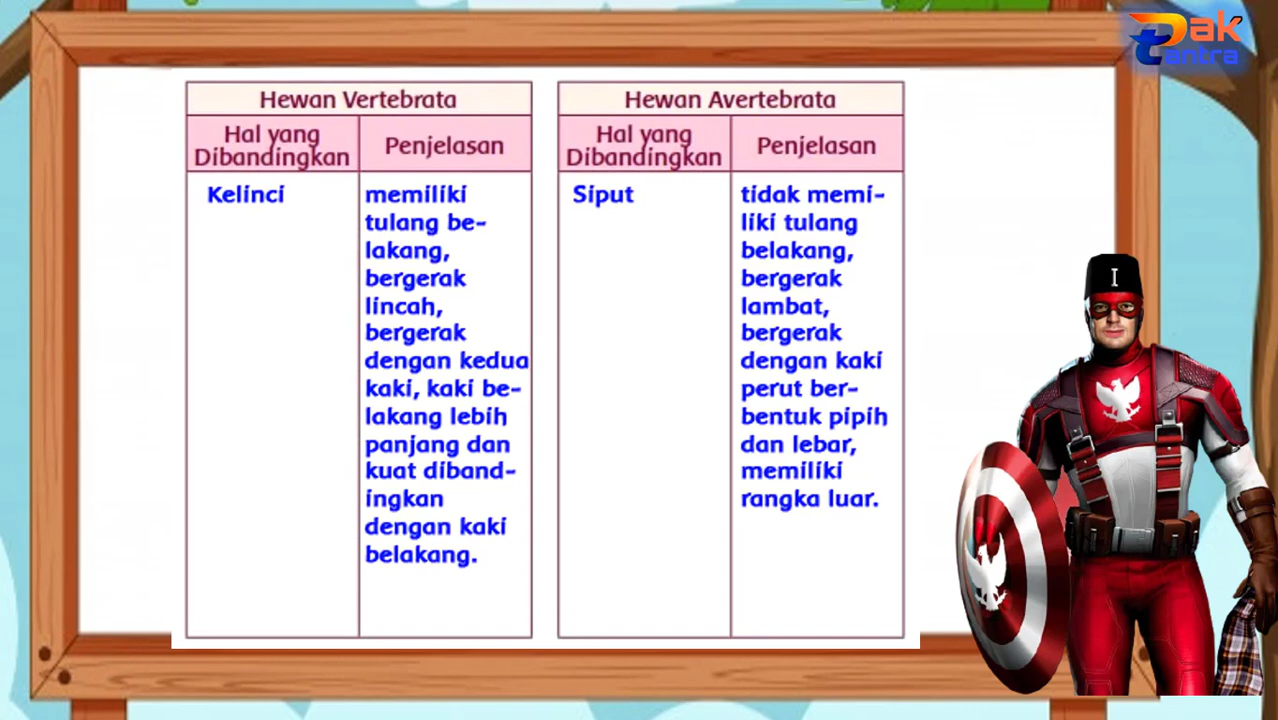 Pak
tantra
Hewan Vertebrata
Hal yang
Dibandingkan
Penjelasan
Kelinci
memiliki
tulang be-
lakang,
bergerak
lincah,
bergerak
dengan kedua
kaki, kaki be-
lakang lebih
panjang dan
kuat diband-
ingkan
dengan kaki
belakang.
Hewan Avertebrata
Hal yang
Dibandingkan
Penjelasan
Siput
tidak memi-
liki tulang
belakang,
bergerak
lambat,
bergerak
dengan kaki
perut ber-
bentuk pipih
dan lebar,
memiliki
rangka luar.
I